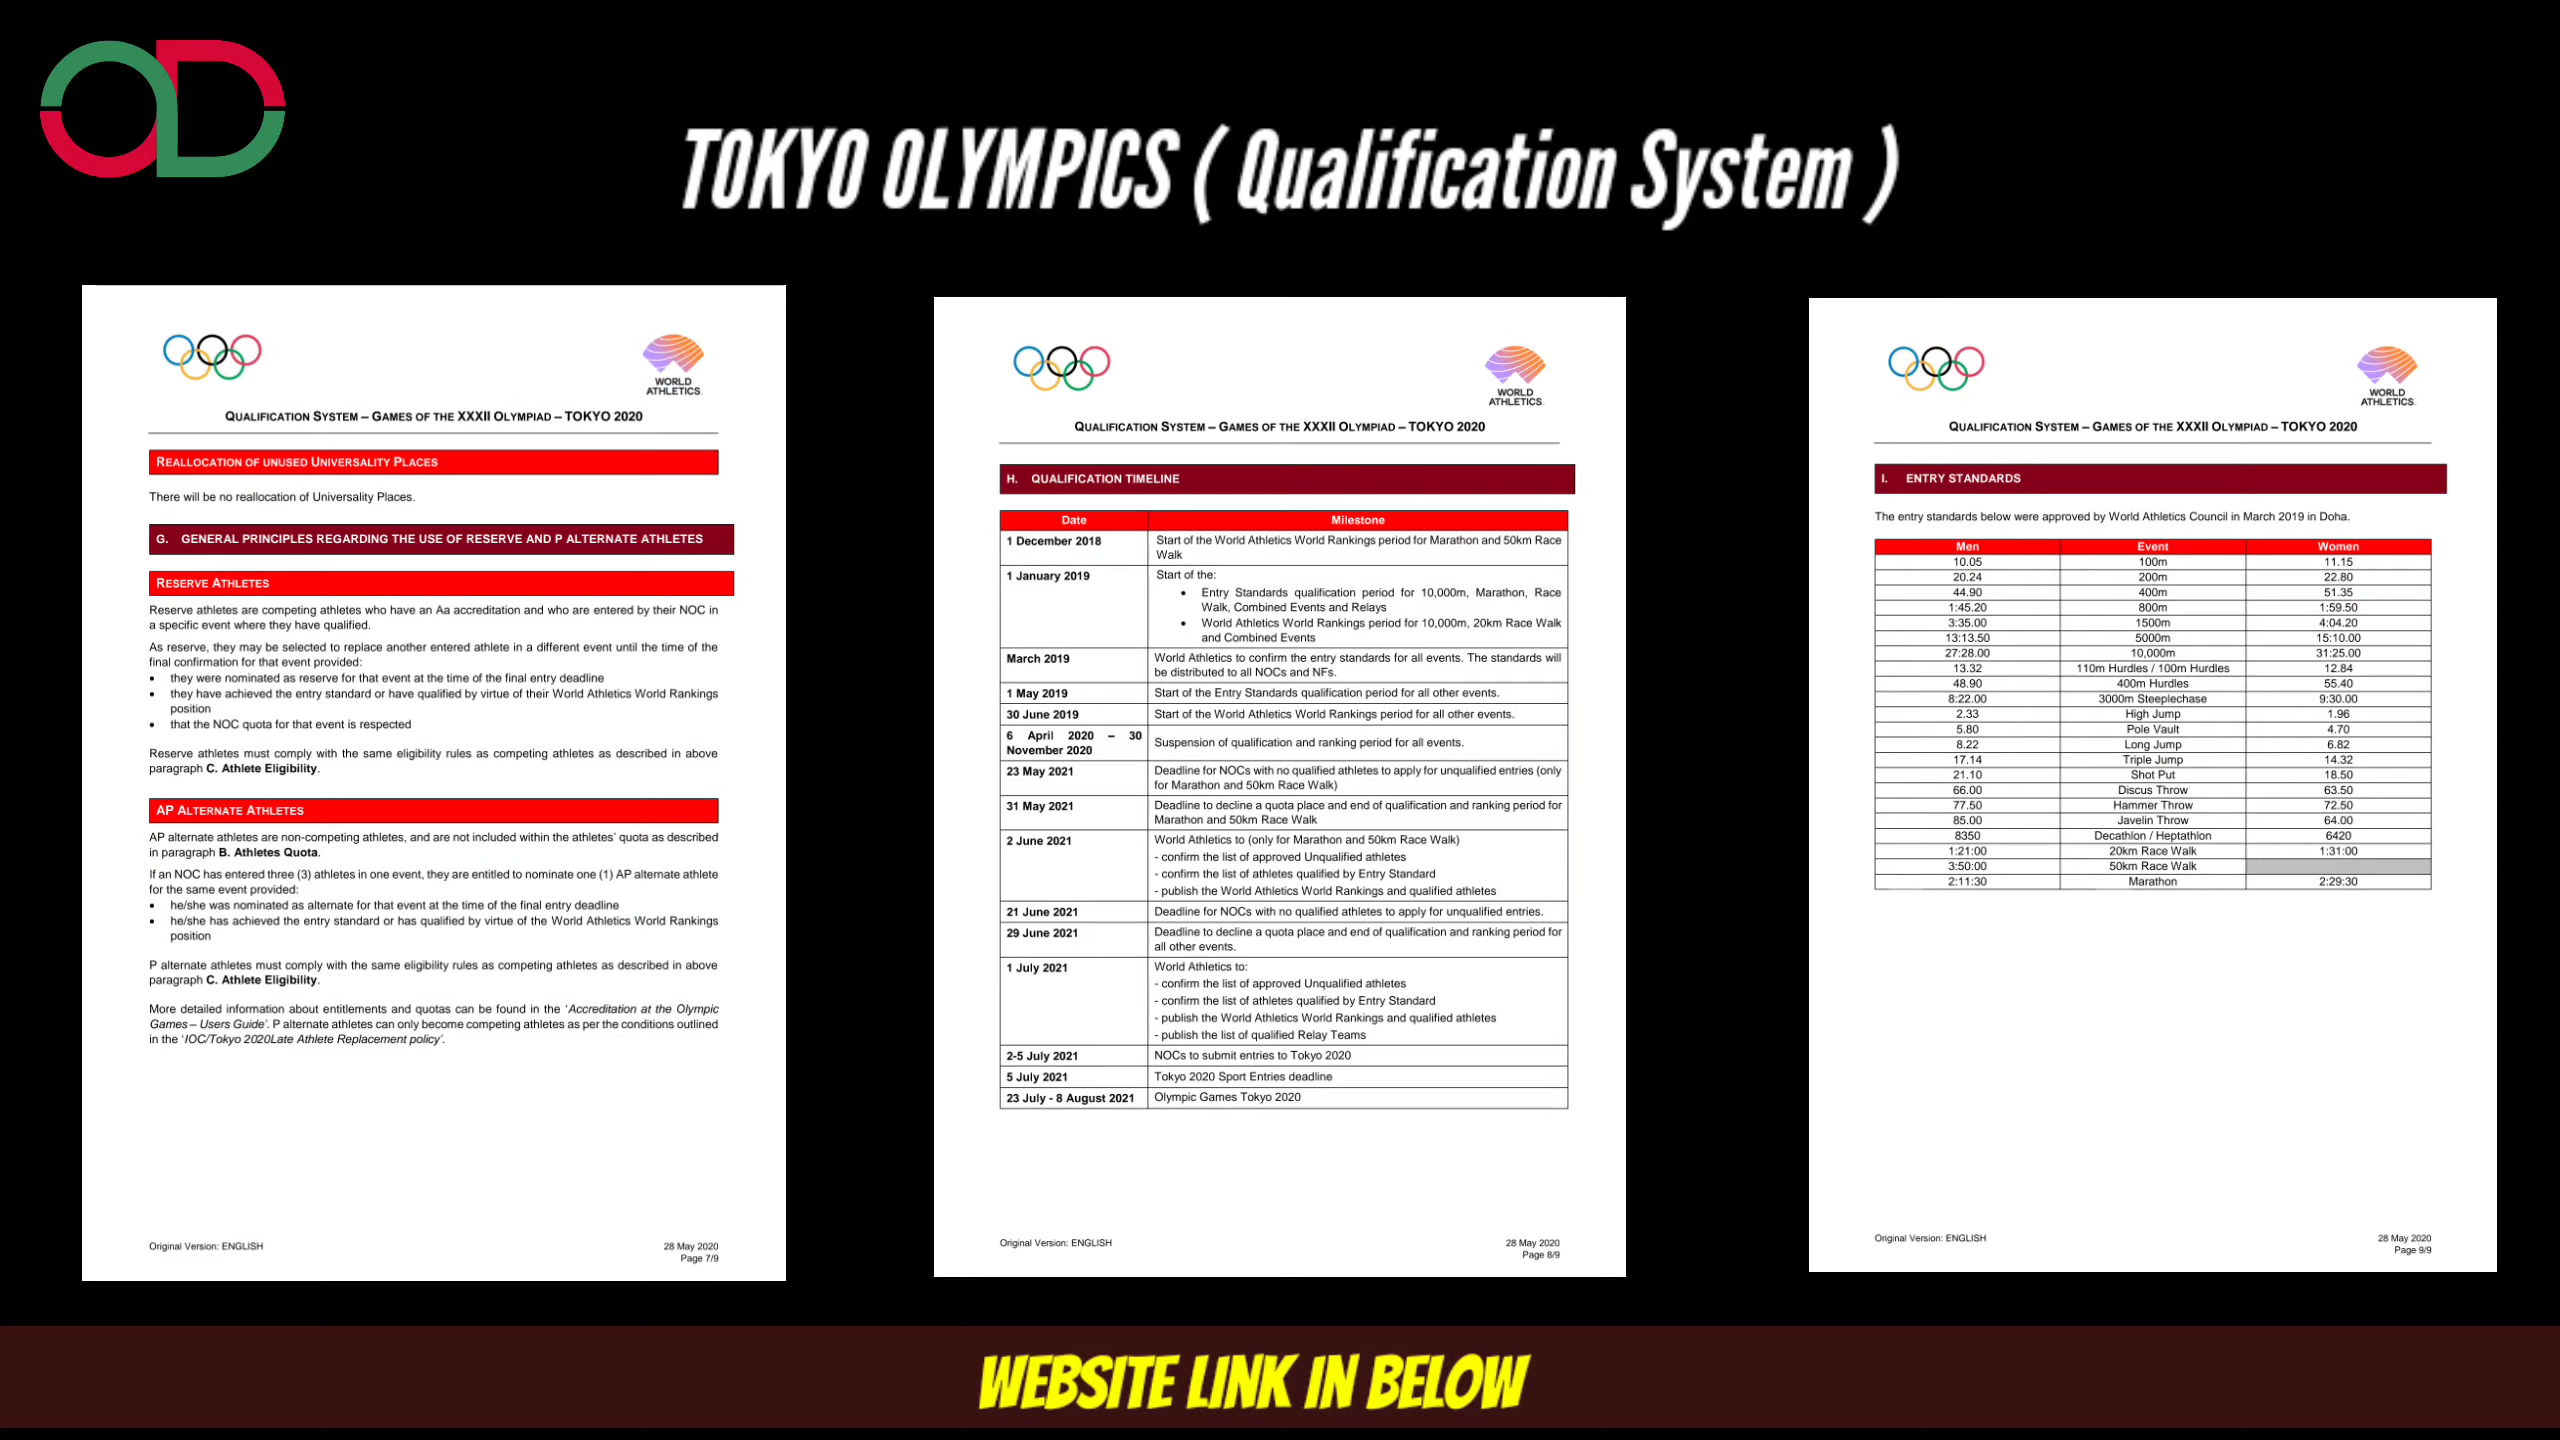 TOKYO OLYMPICS ( Qualification System )
WORLD
ATHLETICS.
QUALIFICATION SYSTEM – GAMES OF THE XXXII OLYMPIAD – TOKYO 2020
REALLOCATION OF UNUSED UNIVERSALITY PLACES
There will be no reallocation of Universality Places.
G. GENERAL PRINCIPLES REGARDING THE USE OF RESERVE AND P ALTERNATE ATHLETES
RESERVE ATHLETES
Reserve athletes are competing athletes who have an Aa accreditation and who are entered by their NOC in
a specific event where they have qualified.
As reserve, they may be selected to replace another entered athlete in a different event until the time of the
final confirmation for that event provided:
• they were nominated as reserve for that event at the time of the final entry deadline
• they have achieved the entry standard or have qualified by virtue of their World Athletics World Rankings
position
• that the NOC quota for that event is respected
Reserve athletes must comply with the same eligibility rules as competing athletes as described in above
paragraph C. Athlete Eligibility.
AP ALTERNATE ATHLETES
AP alternate athletes are non-competing athletes, and are not included within the athletes' quota as described
in paragraph B. Athletes Quota.
If an NOC has entered three (3) athletes in one event, they are entitled to nominate one (1) AP alternate athlete
for the same event provided:
• he/she was nominated as alternate for that event at the time of the final entry deadline
• he/she has achieved the entry standard or has qualified by virtue of the World Athletics World Rankings
position
P alternate athletes must comply with the same eligibility rules as competing athletes as described in above
paragraph C. Athlete Eligibility.
More detailed information about entitlements and quotas can be found in the 'Accreditation at the Olympic
Games – Users Guide'. P alternate athletes can only become competing athletes as per the conditions outlined
in the 'IOC/Tokyo 2020Late Athlete Replacement policy'.
Original Version: ENGLISH 28 May 2020
Page 7/9
WORLD
ATHLETICS.
QUALIFICATION SYSTEM – GAMES OF THE XXXII OLYMPIAD – TOKYO 2020
H. QUALIFICATION TIMELINE
Date Milestone
1 December 2018 Start of the World Athletics World Rankings period for Marathon and 50km Race
Walk
1 January 2019 Start of the:
• Entry Standards qualification period for 10,000m, Marathon, Race
Walk, Combined Events and Relays
• World Athletics World Rankings period for 10,000m, 20km Race Walk
and Combined Events
March 2019 World Athletics to confirm the entry standards for all events. The standards will
be distributed to all NOCs and NFs.
1 May 2019 Start of the Entry Standards qualification period for all other events.
30 June 2019 Start of the World Athletics World Rankings period for all other events.
6 April 2020 – 30
November 2020 Suspension of qualification and ranking period for all events.
23 May 2021 Deadline for NOCs with no qualified athletes to apply for unqualified entries (only
for Marathon and 50km Race Walk)
31 May 2021 Deadline to decline a quota place and end of qualification and ranking period for
Marathon and 50km Race Walk
2 June 2021 World Athletics to (only for Marathon and 50km Race Walk)
- confirm the list of approved Unqualified athletes
- confirm the list of athletes qualified by Entry Standard
- publish the World Athletics World Rankings and qualified athletes
21 June 2021 Deadline for NOCs with no qualified athletes to apply for unqualified entries.
29 June 2021 Deadline to decline a quota place and end of qualification and ranking period for
all other events.
1 July 2021 World Athletics to:
- confirm the list of approved Unqualified athletes
- confirm the list of athletes qualified by Entry Standard
- publish the World Athletics World Rankings and qualified athletes
- publish the list of qualified Relay Teams
2-5 July 2021 NOCs to submit entries to Tokyo 2020
5 July 2021 Tokyo 2020 Sport Entries deadline
23 July - 8 August 2021 Olympic Games Tokyo 2020
Original Version: ENGLISH 28 May 2020
Page 8/9
WORLD
ATHLETICS.
QUALIFICATION SYSTEM – GAMES OF THE XXXII OLYMPIAD – TOKYO 2020
I. ENTRY STANDARDS
The entry standards below were approved by World Athletics Council in March 2019 in Doha.
Men Event Women
10.05 100m 11.15
20.24 200m 22.80
44.90 400m 51.35
1:45.20 800m 1:59.50
3:35.00 1500m 4:04.20
13:13.50 5000m 15:10.00
27:28.00 10,000m 31:25.00
13.32 110m Hurdles / 100m Hurdles 12.84
48.90 400m Hurdles 55.40
8:22.00 3000m Steeplechase 9:30.00
2.33 High Jump 1.96
5.80 Pole Vault 4.70
8.22 Long Jump 6.82
17.14 Triple Jump 14.32
21.10 Shot Put 18.50
66.00 Discus Throw 63.50
77.50 Hammer Throw 72.50
85.00 Javelin Throw 64.00
8350 Decathlon / Heptathlon 6420
1:21:00 20km Race Walk 1:31:00
3:50:00 50km Race Walk
2:11:30 Marathon 2:29:30
Original Version: ENGLISH 28 May 2020
Page 9/9
WEBSITE LINK IN BELOW